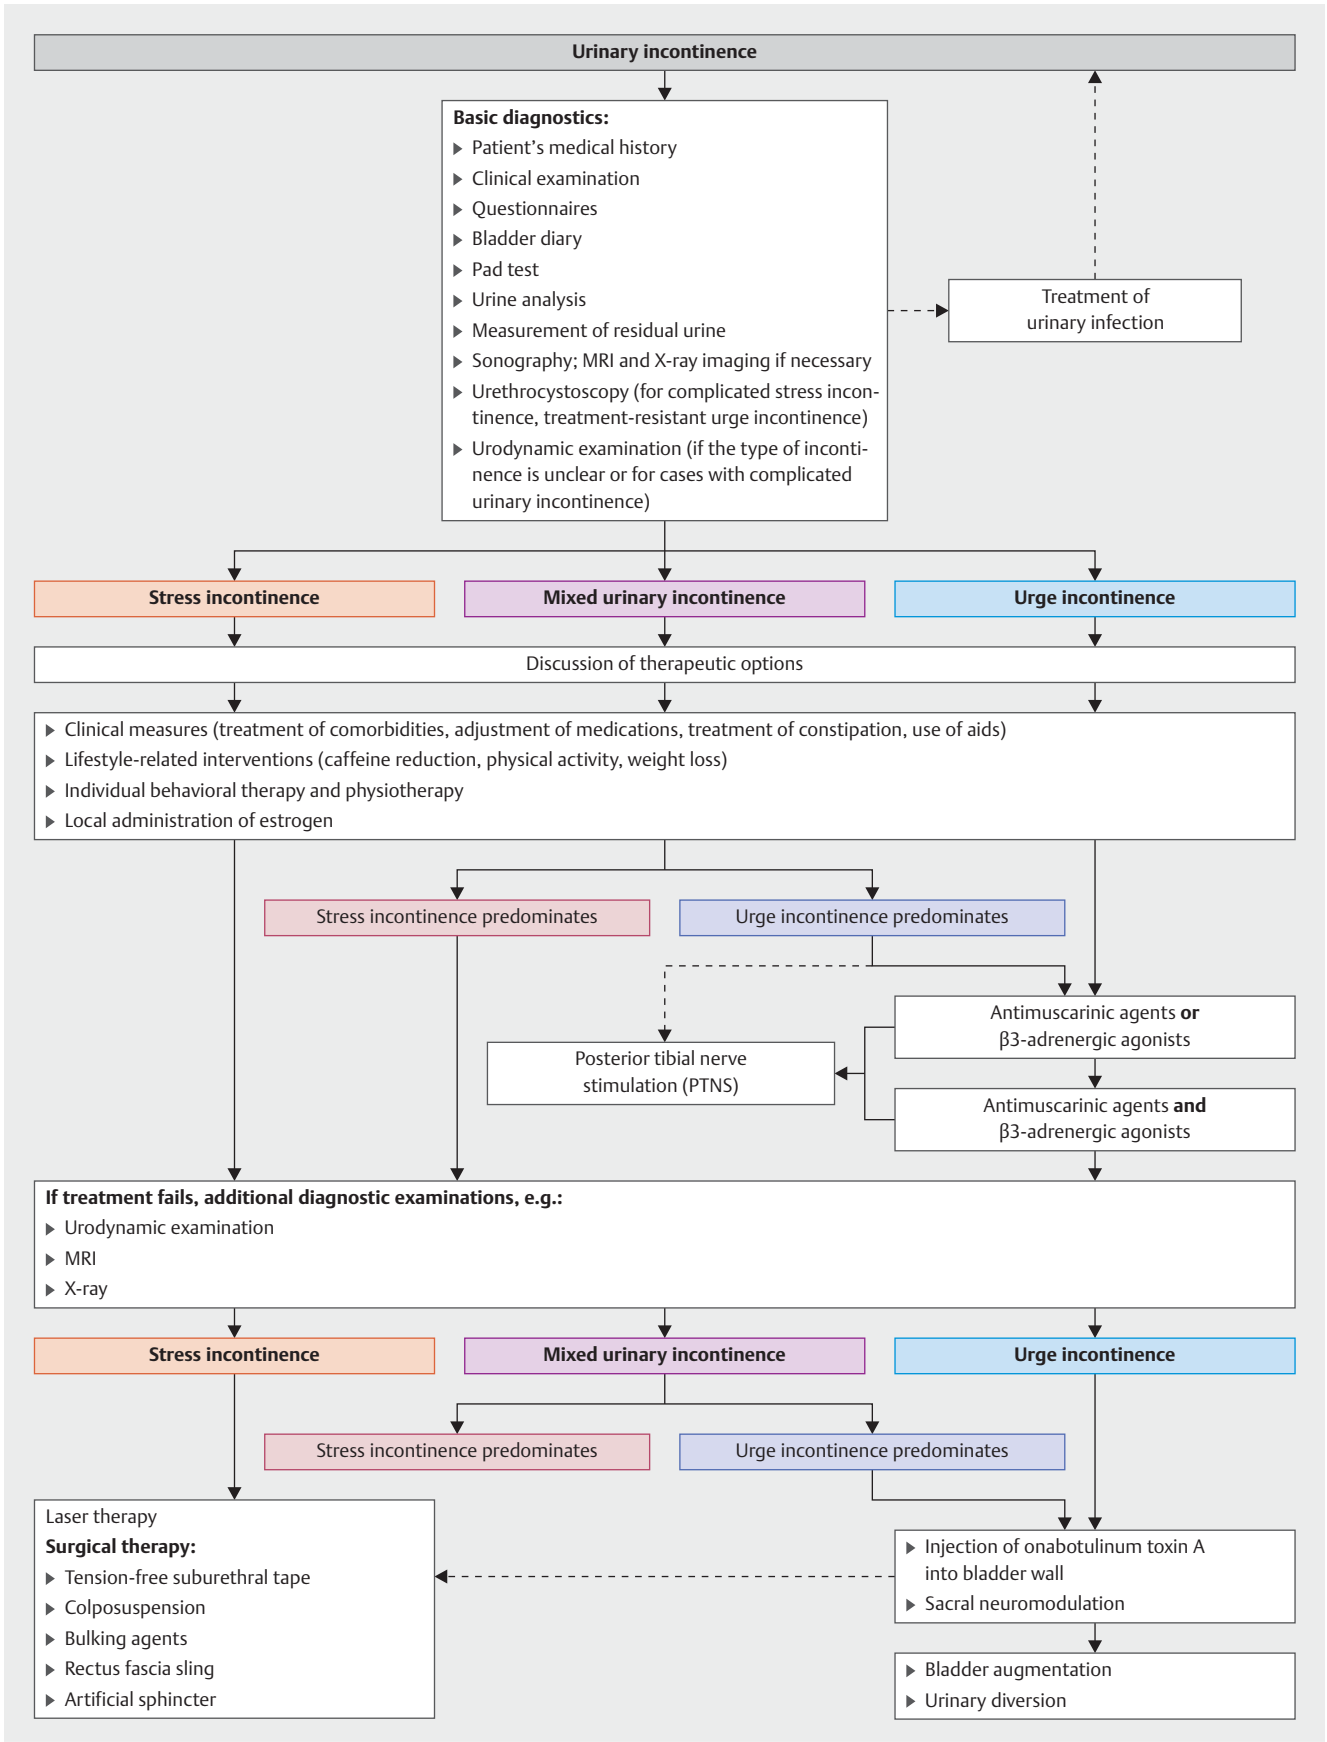 Urinary incontinence
Basic diagnostics:
▶ Patient's medical history
▶ Clinical examination
▶ Questionnaires
▶ Bladder diary
▶ Pad test
▶ Urine analysis
▶ Measurement of residual urine
▶ Sonography; MRI and X-ray imaging if necessary
▶ Urethrocystoscopy (for complicated stress incon-
tinence, treatment-resistant urge incontinence)
▶ Urodynamic examination (if the type of inconti-
nence is unclear or for cases with complicated
urinary incontinence)
Treatment of
urinary infection
Stress incontinence
Mixed urinary incontinence
Urge incontinence
Discussion of therapeutic options
▶ Clinical measures (treatment of comorbidities, adjustment of medications, treatment of constipation, use of aids)
▶ Lifestyle-related interventions (caffeine reduction, physical activity, weight loss)
▶ Individual behavioral therapy and physiotherapy
▶ Local administration of estrogen
Stress incontinence predominates
Urge incontinence predominates
Antimuscarinic agents or
β3-adrenergic agonists
Posterior tibial nerve
stimulation (PTNS)
Antimuscarinic agents and
β3-adrenergic agonists
If treatment fails, additional diagnostic examinations, e.g.:
▶ Urodynamic examination
▶ MRI
▶ X-ray
Stress incontinence
Mixed urinary incontinence
Urge incontinence
Stress incontinence predominates
Urge incontinence predominates
Laser therapy
Surgical therapy:
▶ Tension-free suburethral tape
▶ Colposuspension
▶ Bulking agents
▶ Rectus fascia sling
▶ Artificial sphincter
▶ Injection of onabotulinum toxin A
into bladder wall
▶ Sacral neuromodulation
▶ Bladder augmentation
▶ Urinary diversion